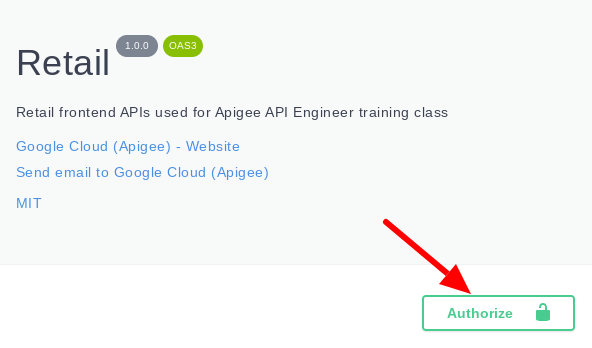 Retail 1.0.0 OAS3
Retail frontend APIs used for Apigee API Engineer training class
Google Cloud (Apigee) - Website
Send email to Google Cloud (Apigee)
MIT
Authorize